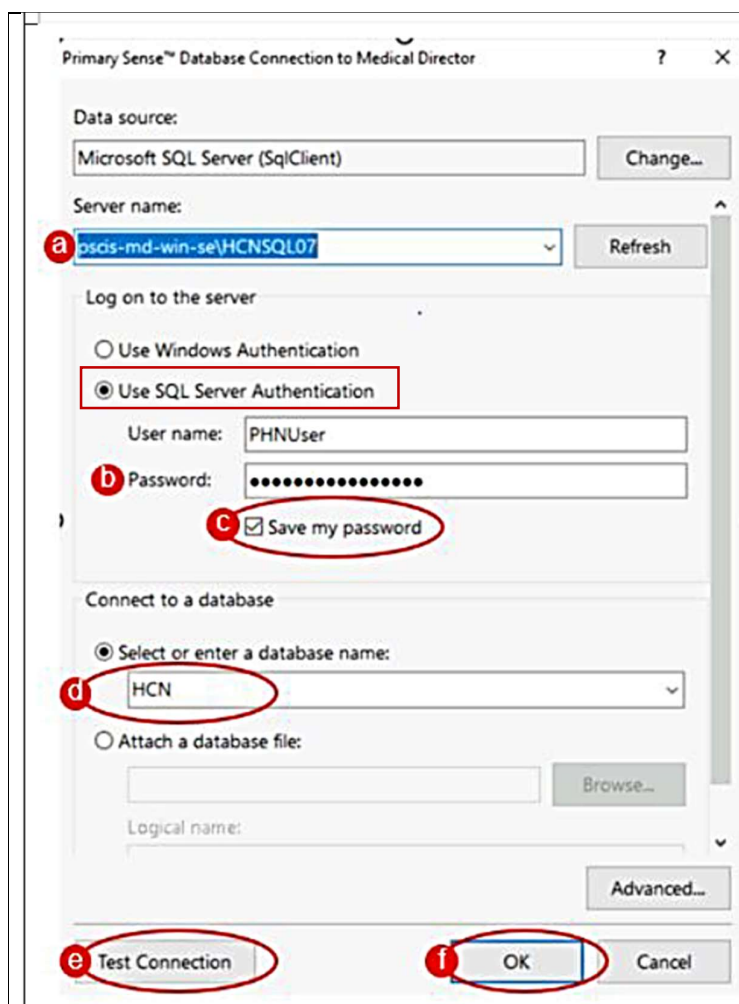 Primary Sense™ Database Connection to Medical Director ? ×
Data source:
Microsoft SQL Server (SqlClient) Change...
Server name:
a pscis-md-win-se\HCNSQL07 Refresh
Log on to the server
Use Windows Authentication
Use SQL Server Authentication
User name: PHNUser
b Password: ••••••••••••••••
c Save my password
Connect to a database
Select or enter a database name:
d HCN
Attach a database file:
Browse...
Logical name:
Advanced...
e Test Connection f OK Cancel